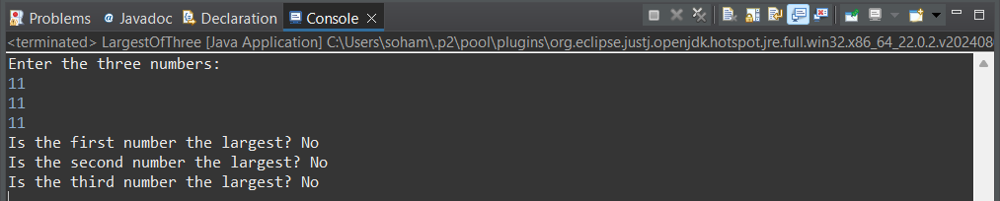 Problems @ Javadoc Declaration Console
<terminated> LargestOfThree [Java Application] C:\Users\soham\.p2\pool\plugins\org.eclipse.justj.openjdk.hotspot.jre.full.win32.x86_64_22.0.2.v202408
Enter the three numbers:
11
11
11
Is the first number the largest? No
Is the second number the largest? No
Is the third number the largest? No